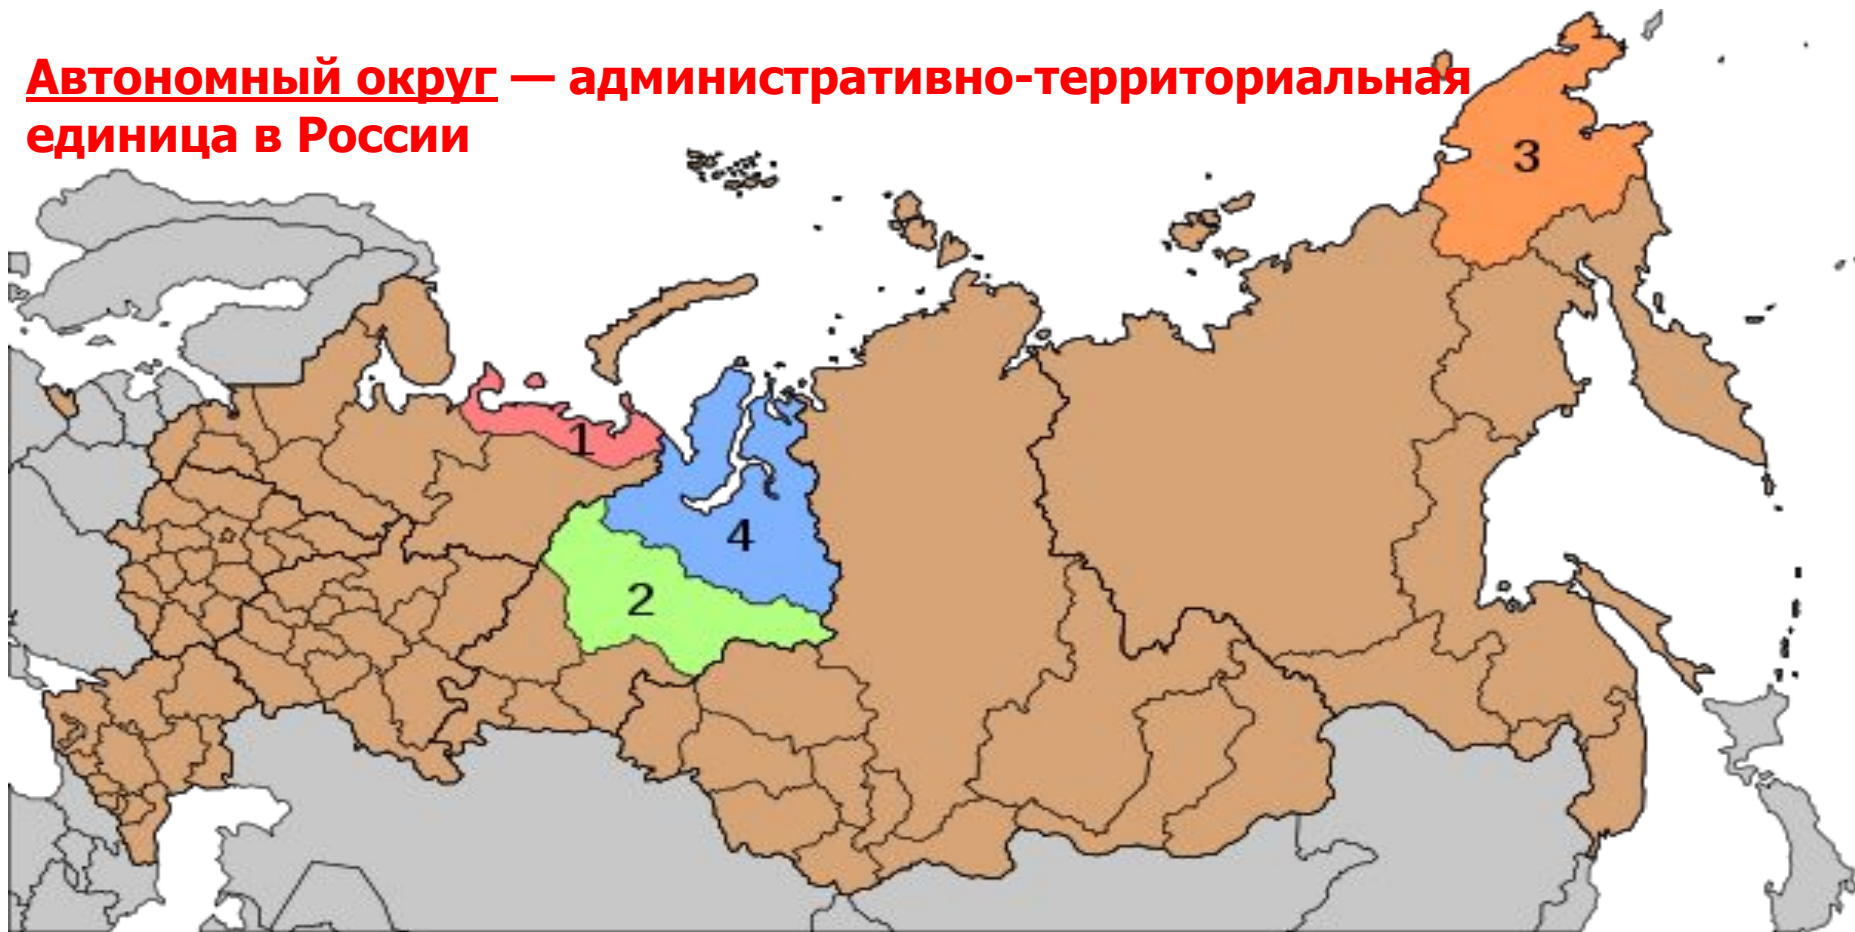 Автономный округ — административно-территориальная
единица в России
3
1
4
2